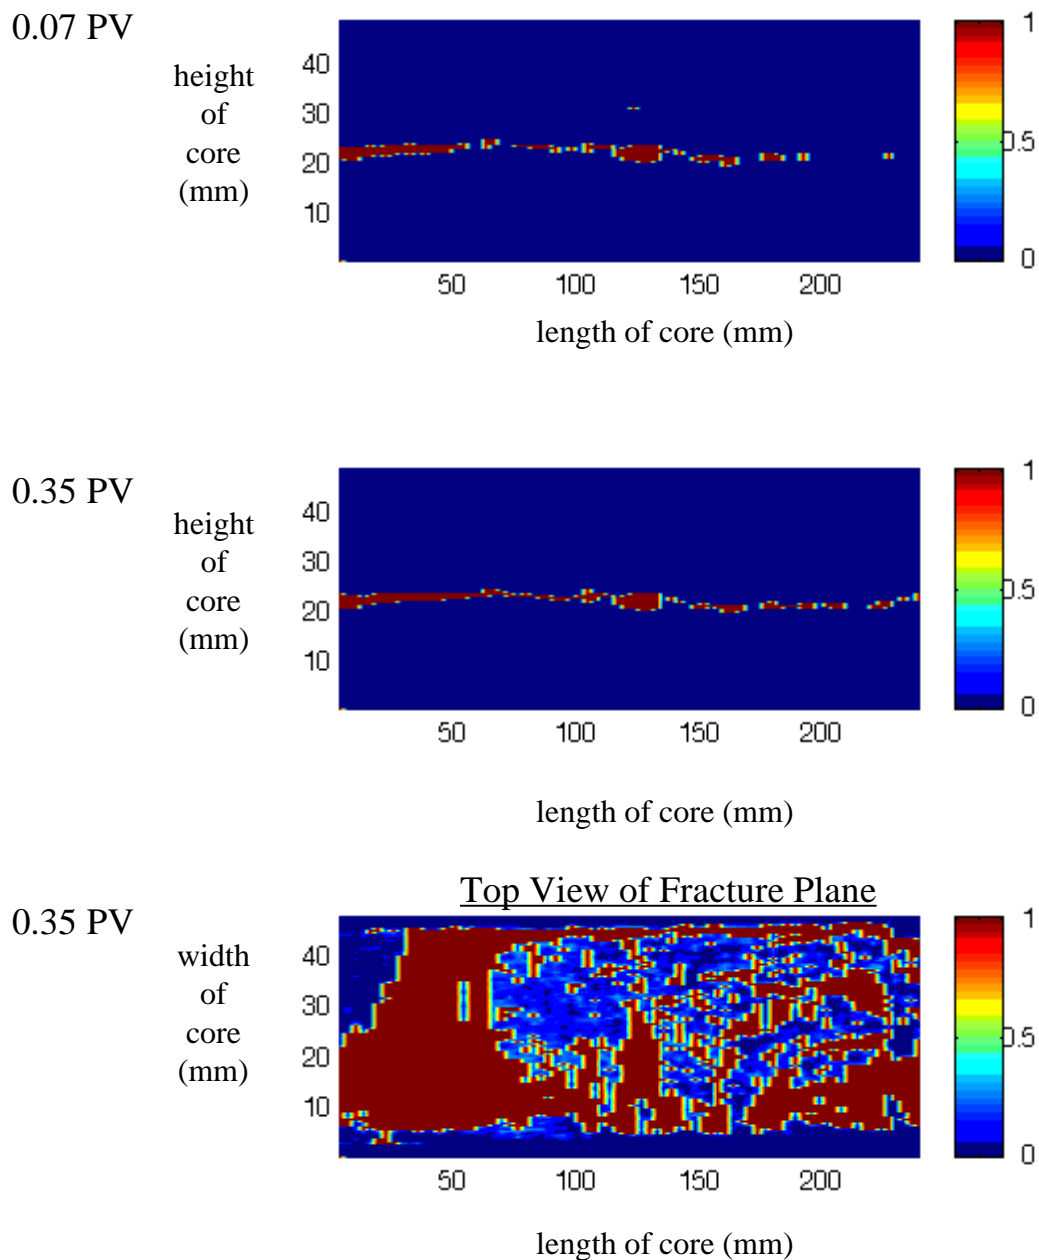 0.07 PV
height
of
core
(mm)
40
30
20
10
50 100 150 200
length of core (mm)
1
0.5
0
0.35 PV
height
of
core
(mm)
40
30
20
10
50 100 150 200
length of core (mm)
1
0.5
0
Top View of Fracture Plane
0.35 PV
width
of
core
(mm)
40
30
20
10
50 100 150 200
length of core (mm)
1
0.5
0